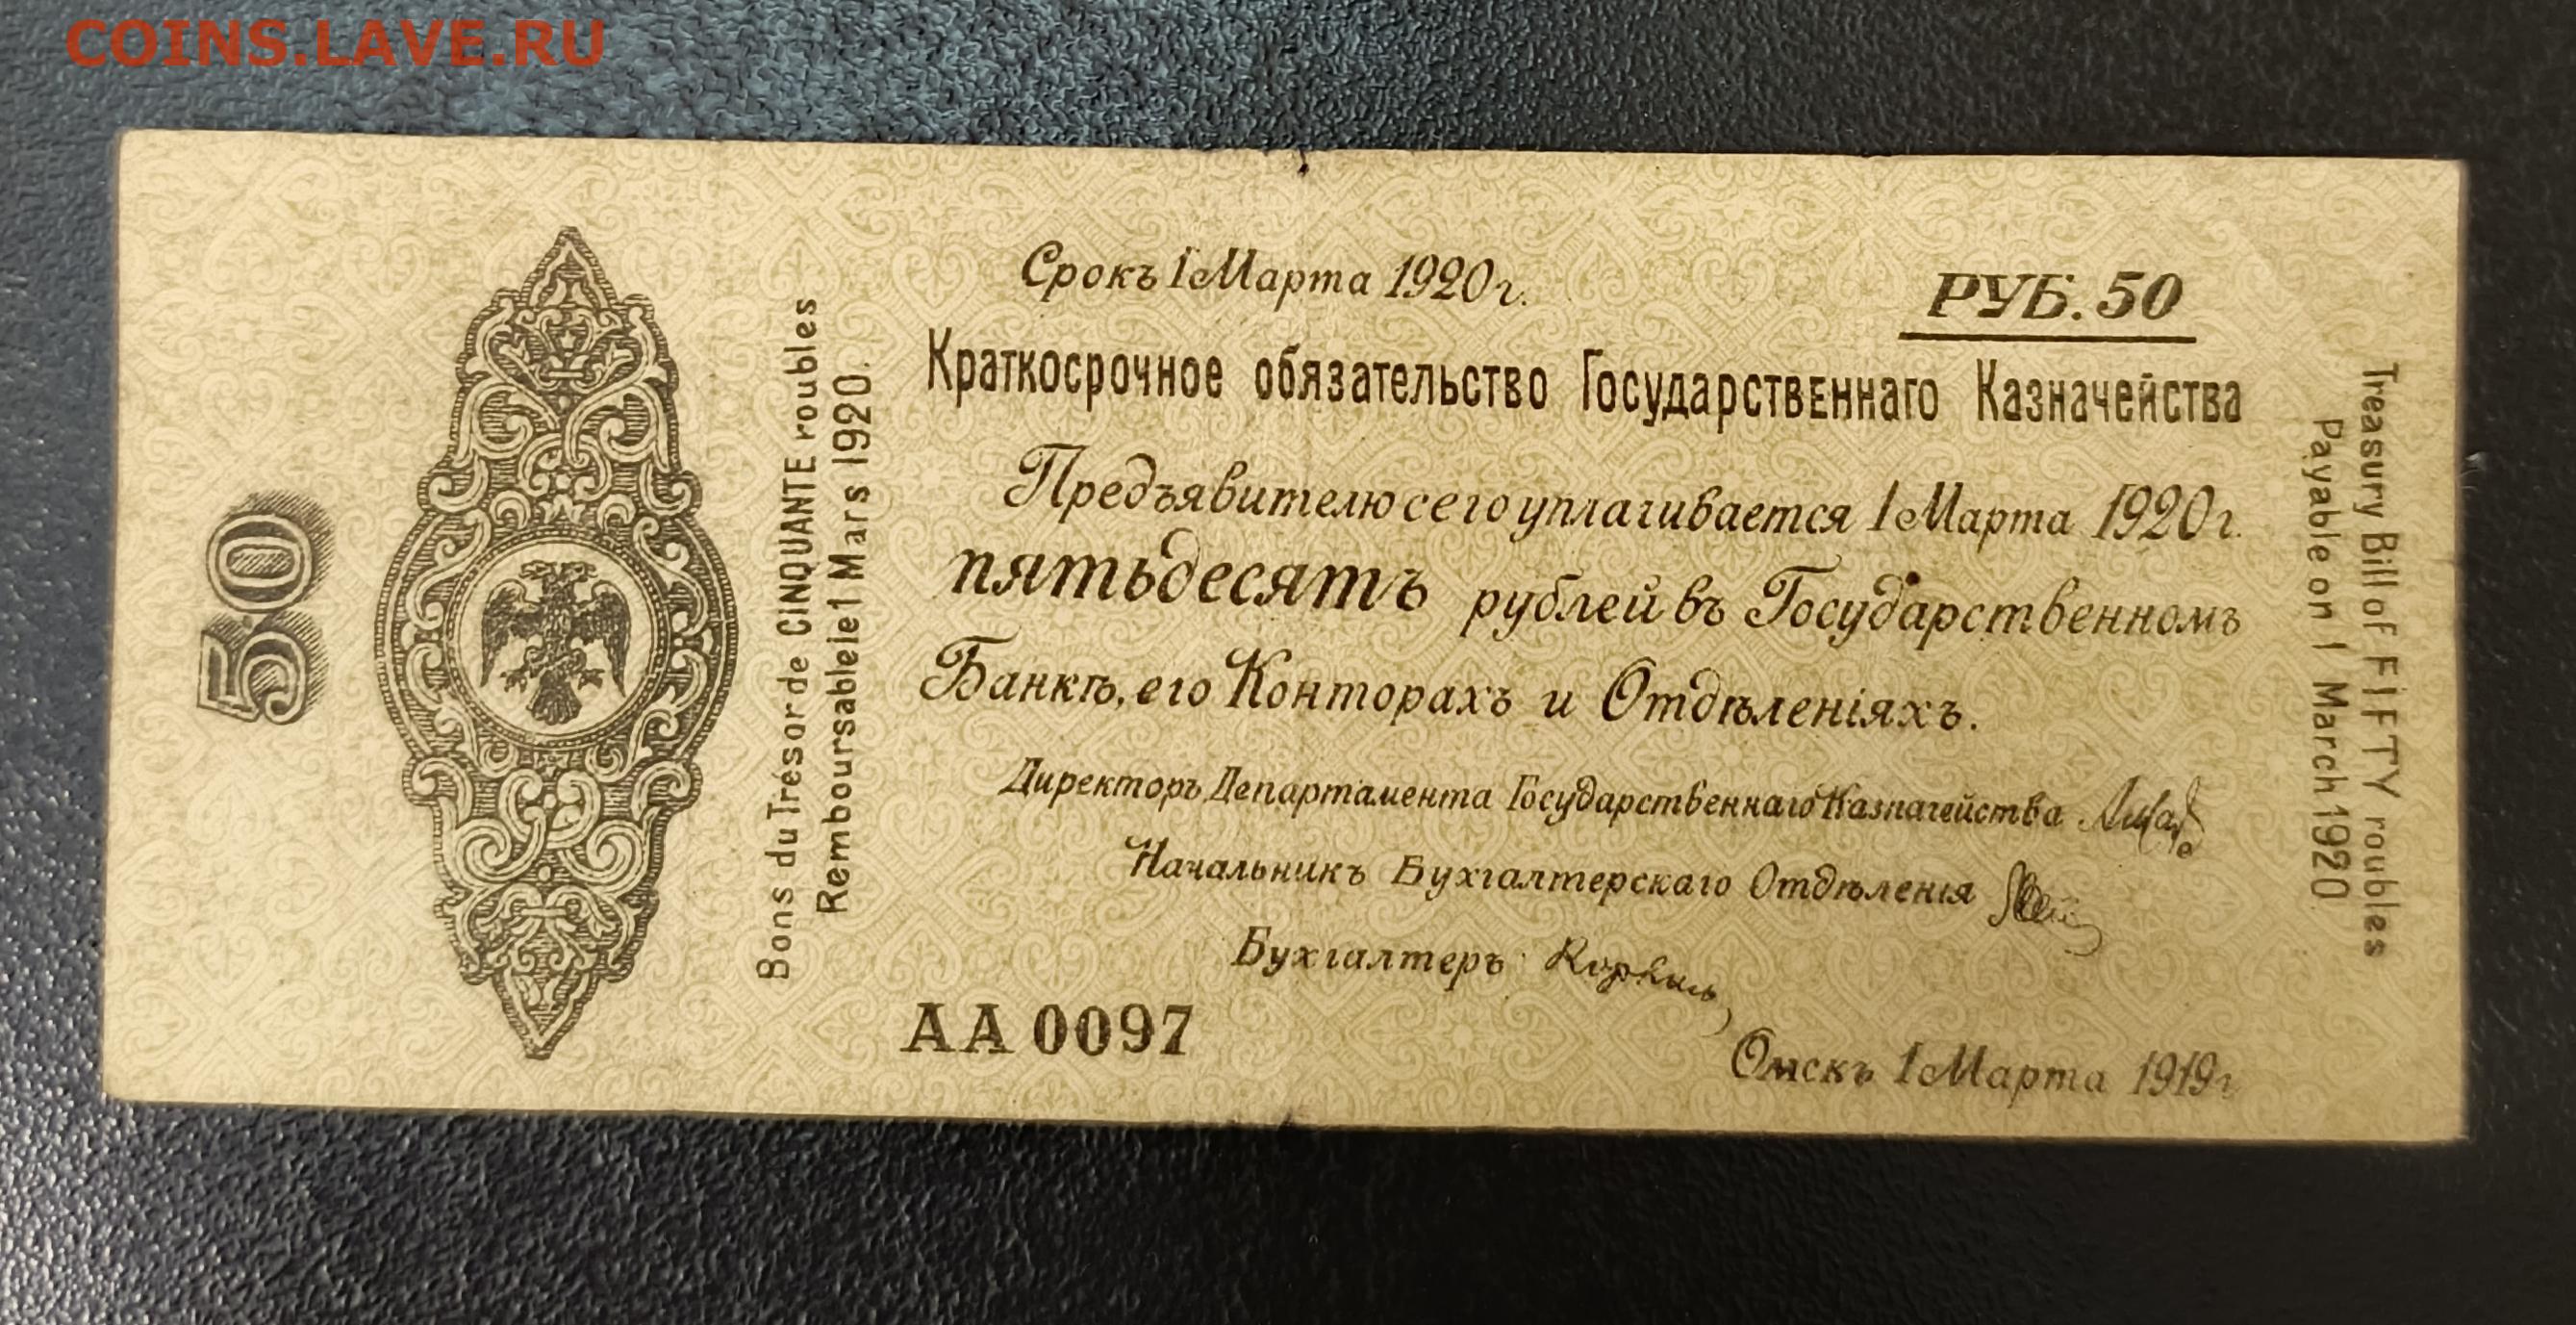 COINS.LAVE.RU
50
Bons du Trésor de CINQUANTE roubles
Remboursable le 1 Mars 1920.
Срокъ 1 Марта 1920 г.
РУБ. 50
Краткосрочное обязательство Государственнаго Казначейства
Предъявителю сего уплачивается 1 Марта 1920 г.
пятьдесятъ рублей въ Государственномъ
Банкѣ, его Конторахъ и Отдѣленіяхъ.
Директоръ Департамента Государственнаго Казначейства
Начальникъ Бухгалтерскаго Отдѣленія
Бухгалтеръ
АА 0097
Омскъ 1 Марта 1919 г
Treasury Bill of FIFTY roubles
Payable on 1 March 1920